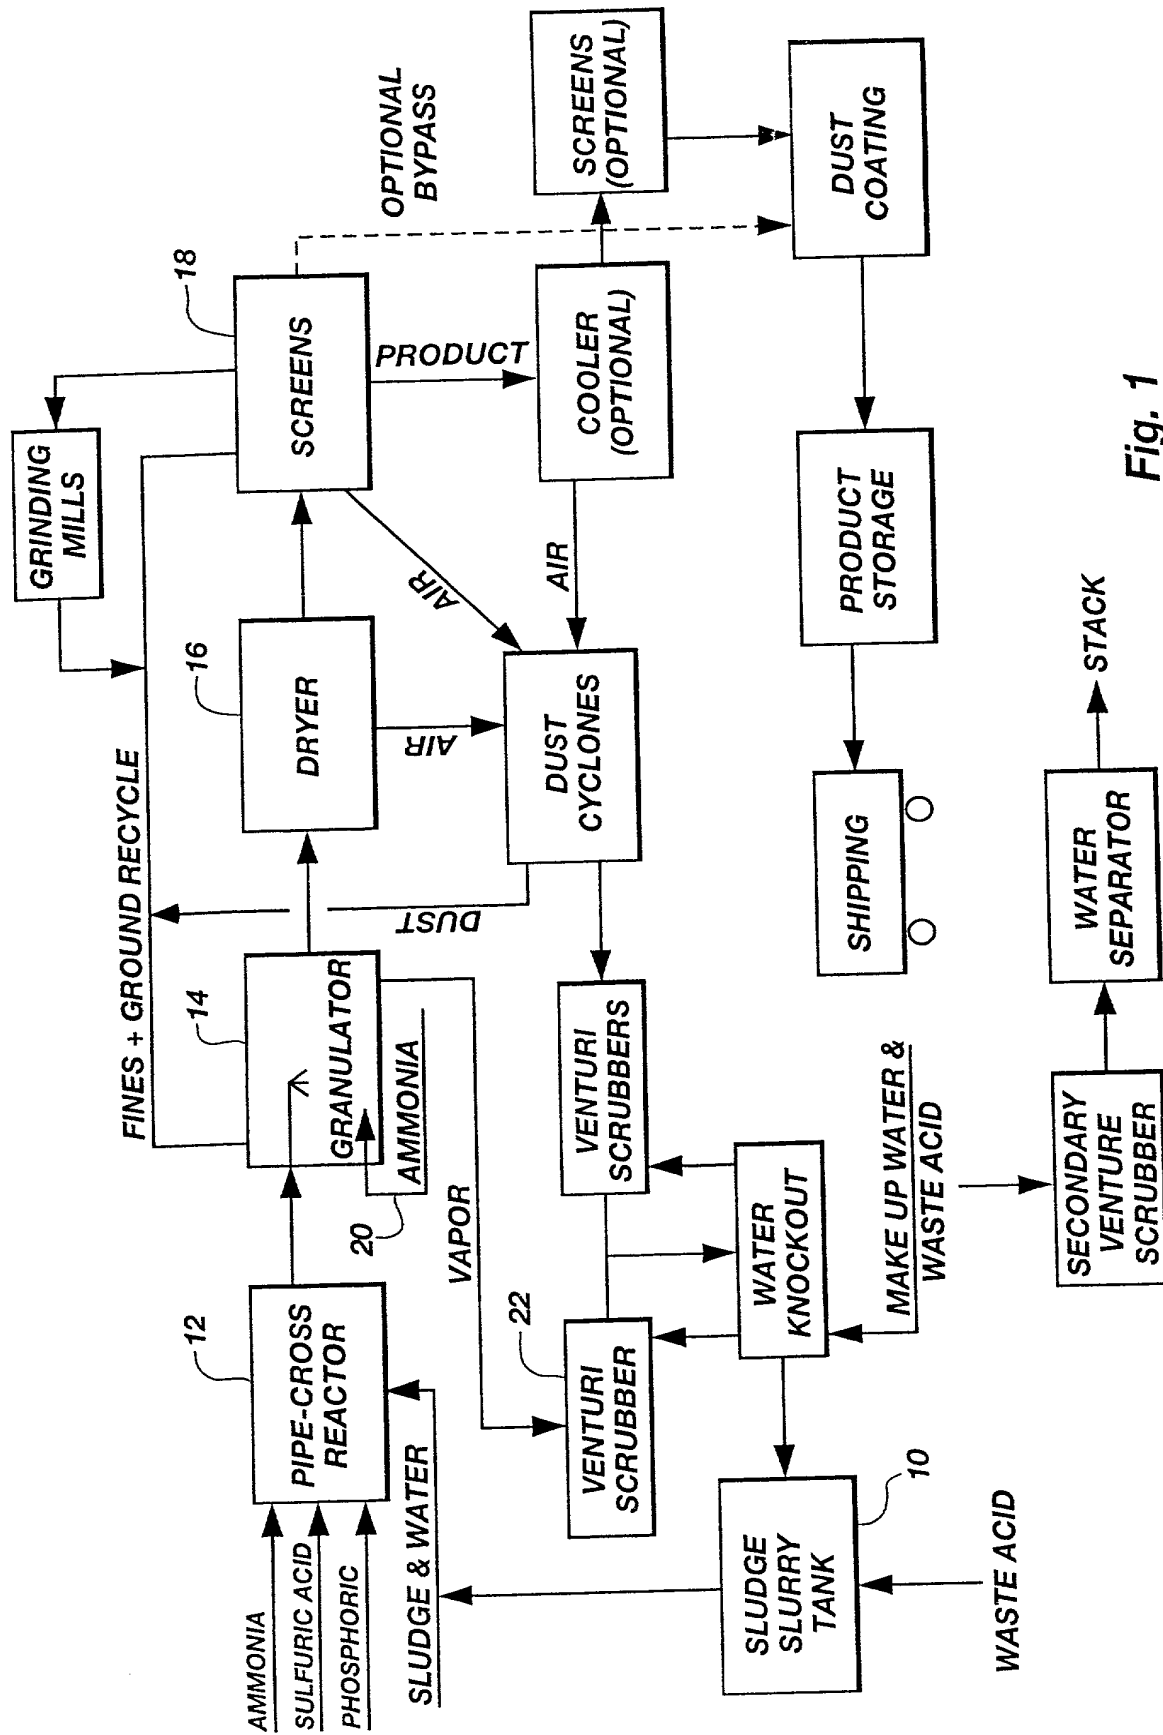 AMMONIA
SULFURIC ACID
PHOSPHORIC
SLUDGE & WATER
12
PIPE-CROSS
REACTOR
FINES + GROUND RECYCLE
14
GRANULATOR
20
AMMONIA
VAPOR
16
DRYER
GRINDING
MILLS
18
SCREENS
OPTIONAL
BYPASS
PRODUCT
AIR
AIR
AIR
DUST
DUST
CYCLONES
COOLER
(OPTIONAL)
SCREENS
(OPTIONAL)
22
VENTURI
SCRUBBER
VENTURI
SCRUBBERS
WATER
KNOCKOUT
SLUDGE
SLURRY
TANK
10
WASTE ACID
MAKE UP WATER &
WASTE ACID
DUST
COATING
PRODUCT
STORAGE
SHIPPING
SECONDARY
VENTURE
SCRUBBER
WATER
SEPARATOR
STACK
Fig. 1